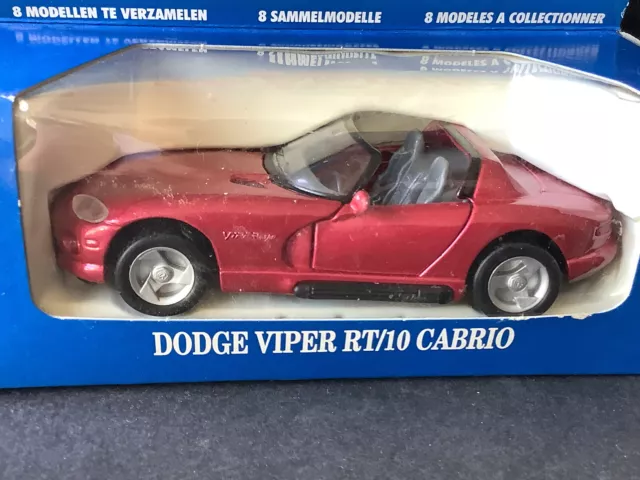 8 MODELLEN TE VERZAMELEN 8 SAMMELMODELLE 8 MODELES A COLLECTIONNER
DODGE VIPER RT/10 CABRIO